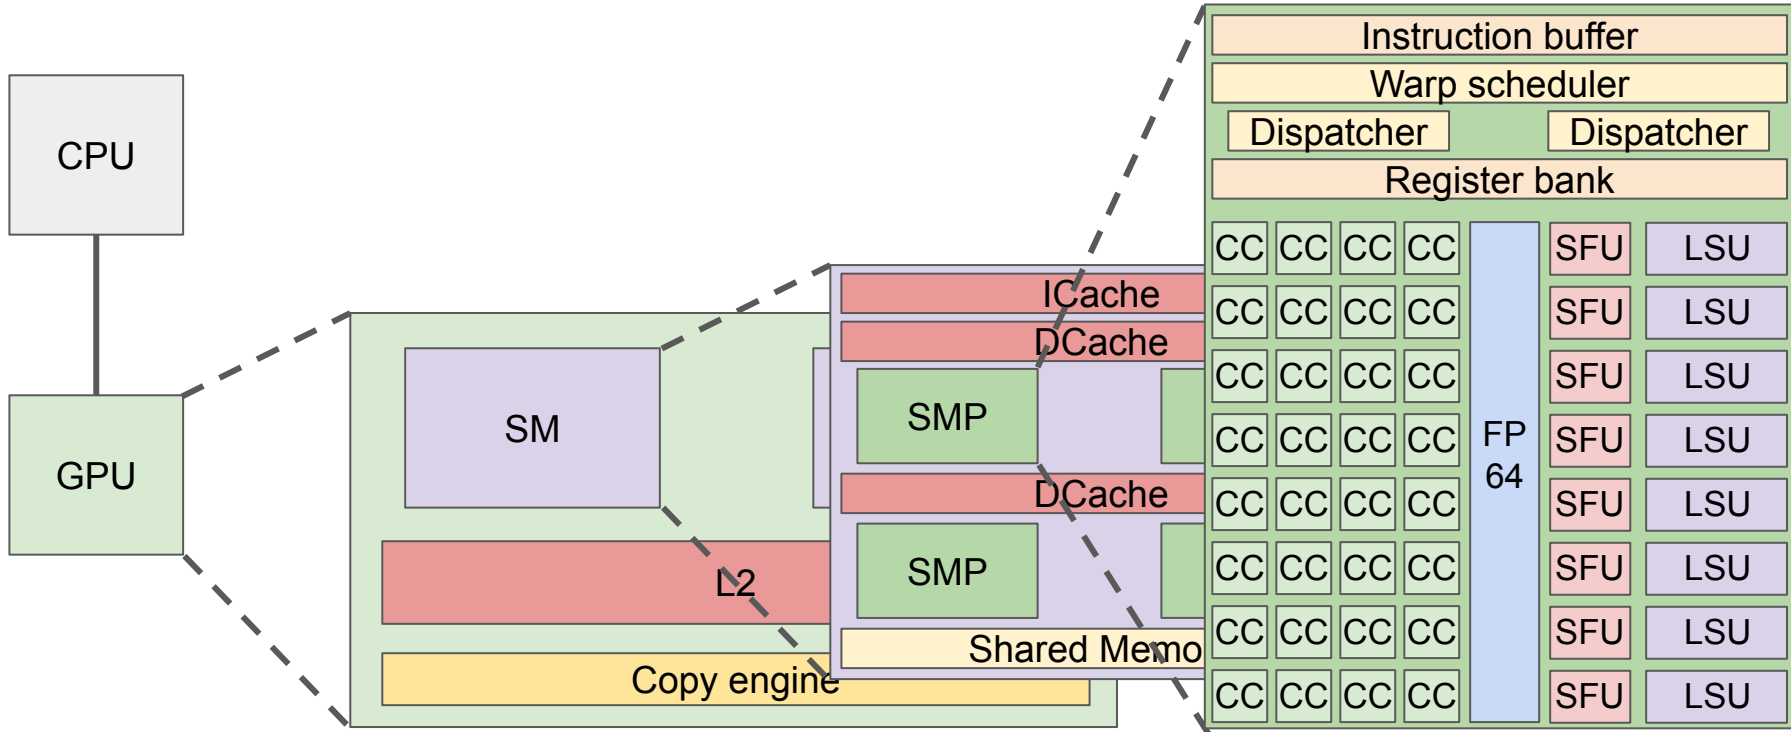 CPU
GPU
SM
L2
Copy engine
ICache
DCache
SMP
DCache
SMP
Shared Memo
Instruction buffer
Warp scheduler
Dispatcher Dispatcher
Register bank
CC CC CC CC SFU LSU
CC CC CC CC SFU LSU
CC CC CC CC SFU LSU
CC CC CC CC FP SFU LSU
CC CC CC CC 64 SFU LSU
CC CC CC CC SFU LSU
CC CC CC CC SFU LSU
CC CC CC CC SFU LSU